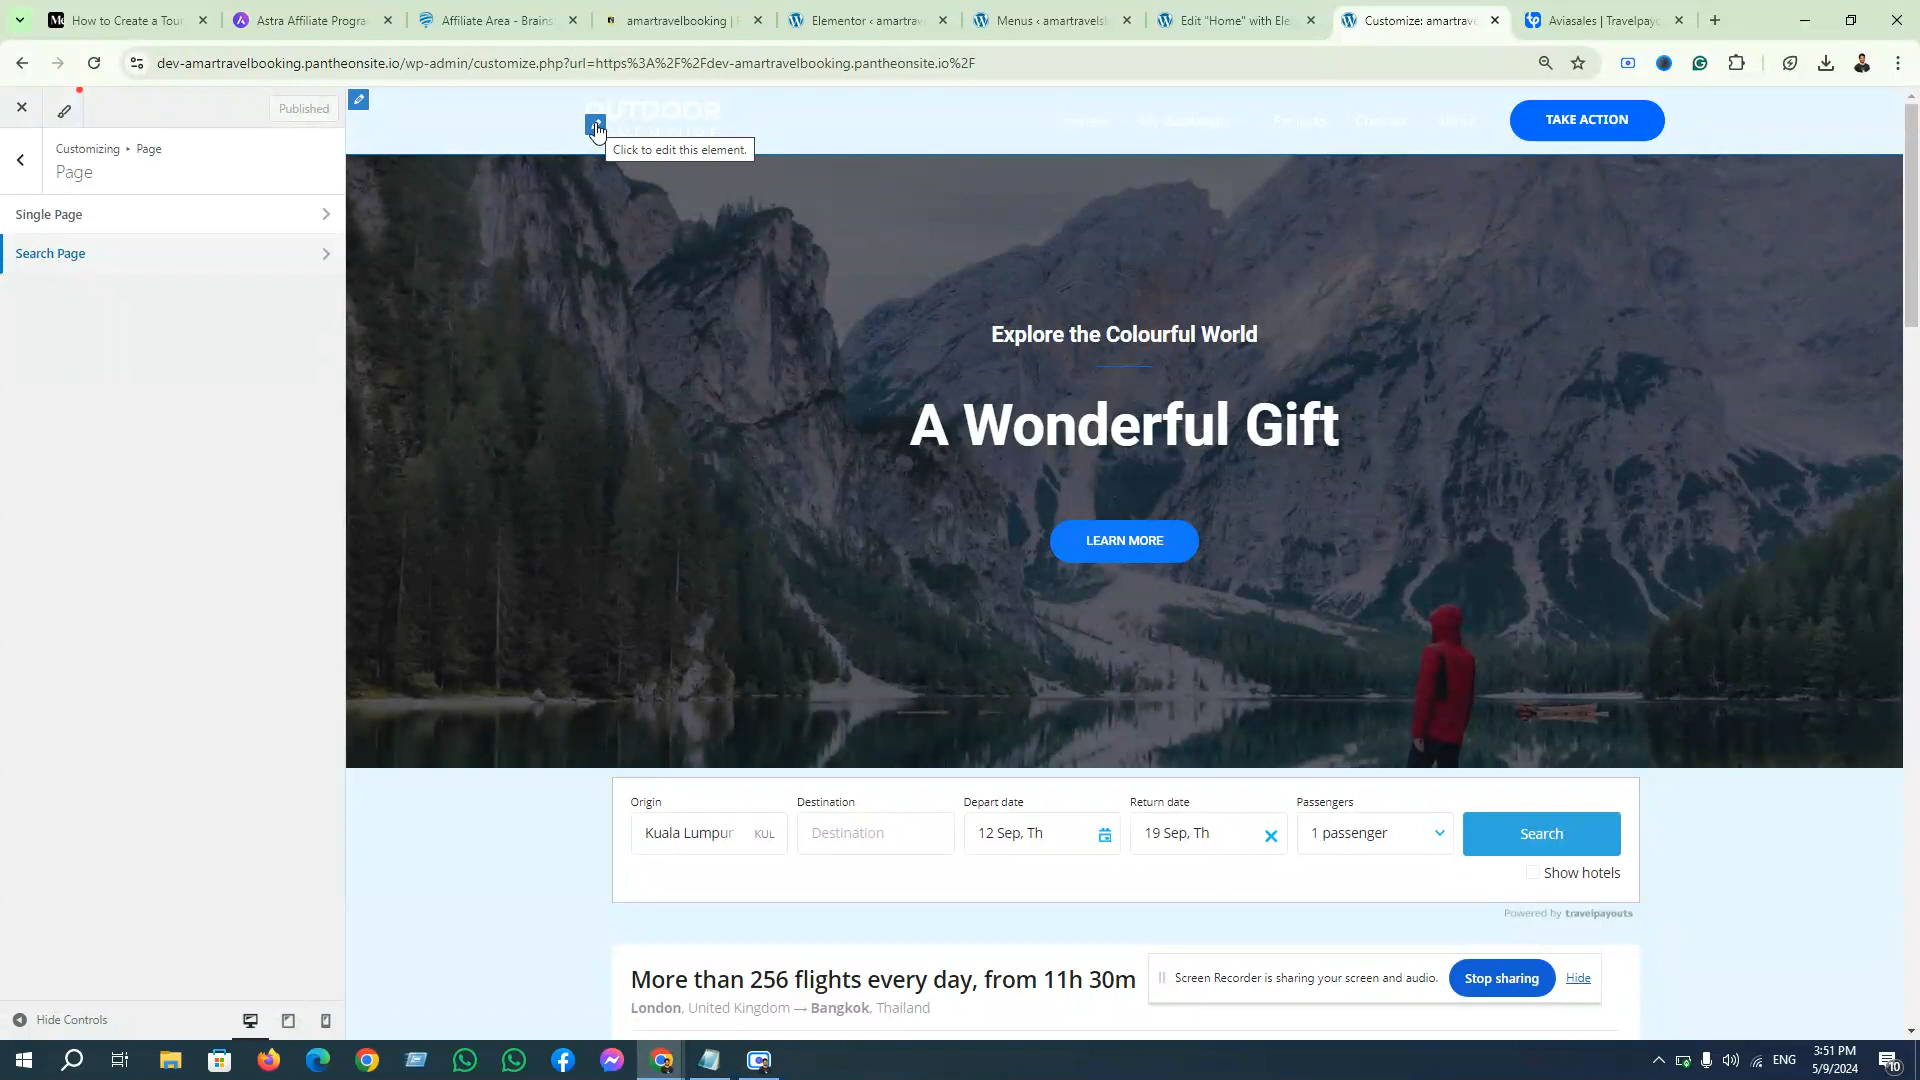 How to Create a Tour
Astra Affiliate Progra
Affiliate Area - Brains
amartravelbooking |
Elementor ‹ amartrav
Menus ‹ amartravels
Edit "Home" with Ele
Customize: amartrave
Aviasales | Travelpayo
dev-amartravelbooking.pantheonsite.io/wp-admin/customize.php?url=https%3A%2F%2Fdev-amartravelbooking.pantheonsite.io%2F
Published
Customizing ▸ Page
Page
Single Page
Search Page
Hide Controls
OUTDOOR
Click to edit this element.
TAKE ACTION
Explore the Colourful World
A Wonderful Gift
LEARN MORE
Origin
Destination
Depart date
Return date
Passengers
Kuala Lumpur KUL
Destination
12 Sep, Th
19 Sep, Th
1 passenger
Search
Show hotels
Powered by travelpayouts
More than 256 flights every day, from 11h 30m
London, United Kingdom — Bangkok, Thailand
Screen Recorder is sharing your screen and audio.
Stop sharing
Hide
ENG
3:51 PM
5/9/2024
10